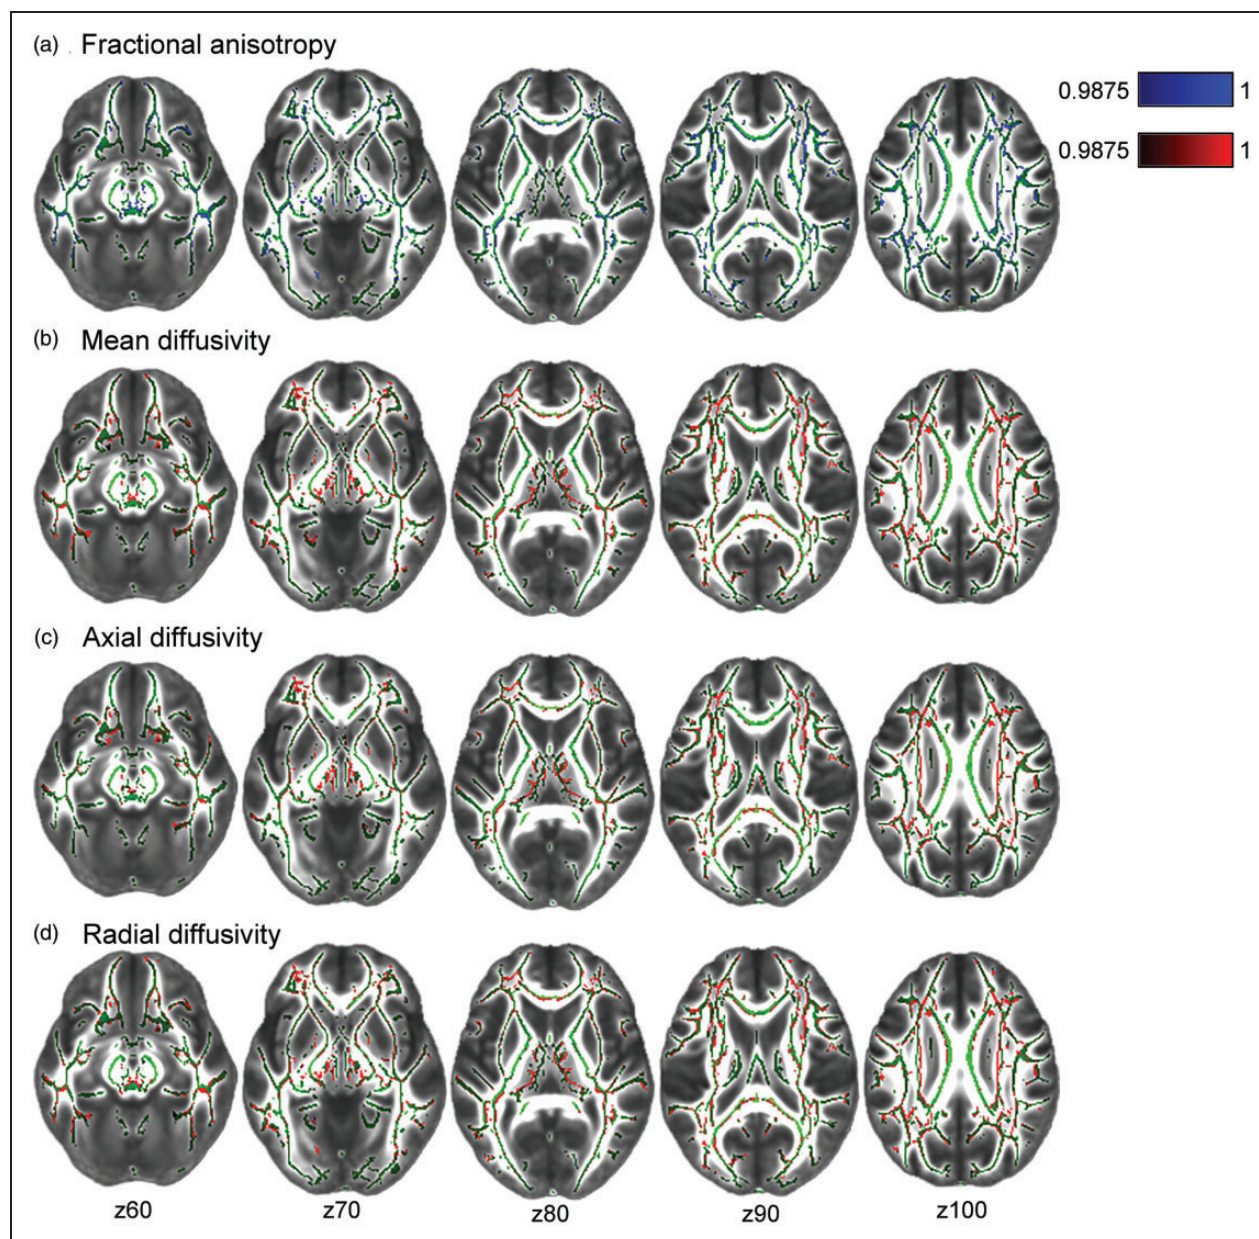 (a) Fractional anisotropy
0.9875 1
0.9875 1
(b) Mean diffusivity
(c) Axial diffusivity
(d) Radial diffusivity
z60 z70 z80 z90 z100